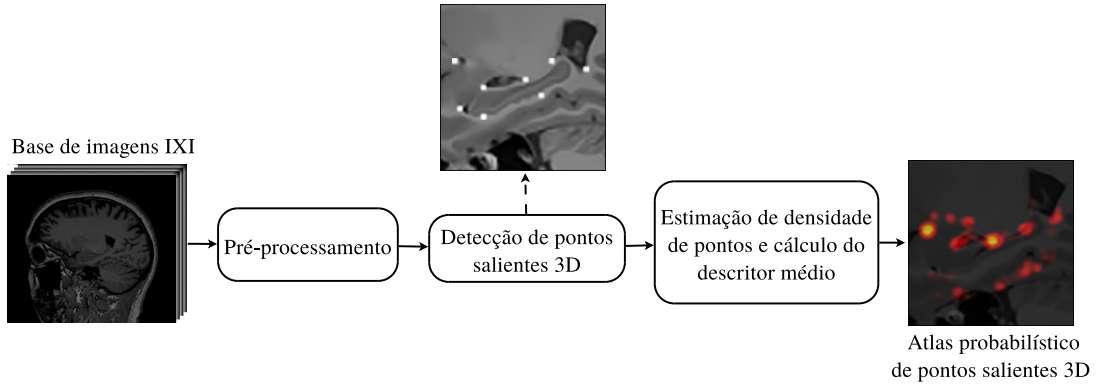 Base de imagens IXI
Pré-processamento
Detecção de pontos
salientes 3D
Estimação de densidade
de pontos e cálculo do
descritor médio
Atlas probabilístico
de pontos salientes 3D